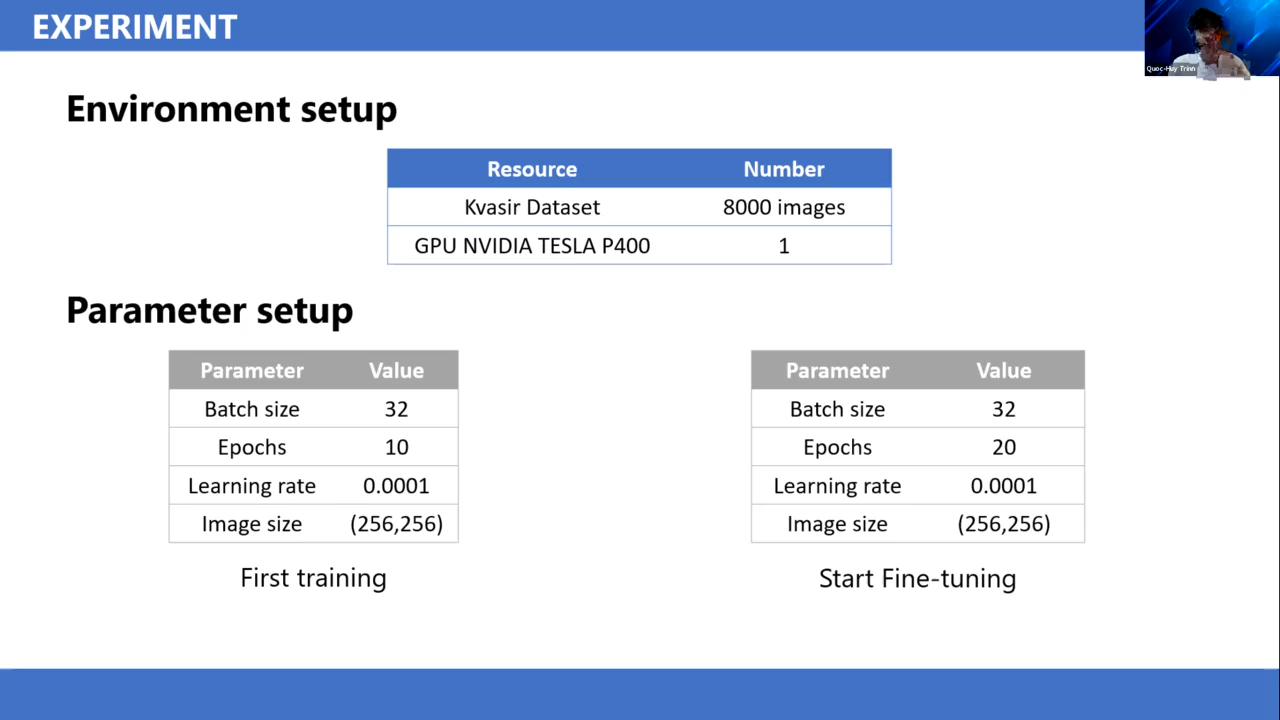 EXPERIMENT
Quoc-Huy Trinh
Environment setup
Resource Number
Kvasir Dataset 8000 images
GPU NVIDIA TESLA P400 1
Parameter setup
Parameter Value
Batch size 32
Epochs 10
Learning rate 0.0001
Image size (256,256)
First training
Parameter Value
Batch size 32
Epochs 20
Learning rate 0.0001
Image size (256,256)
Start Fine-tuning